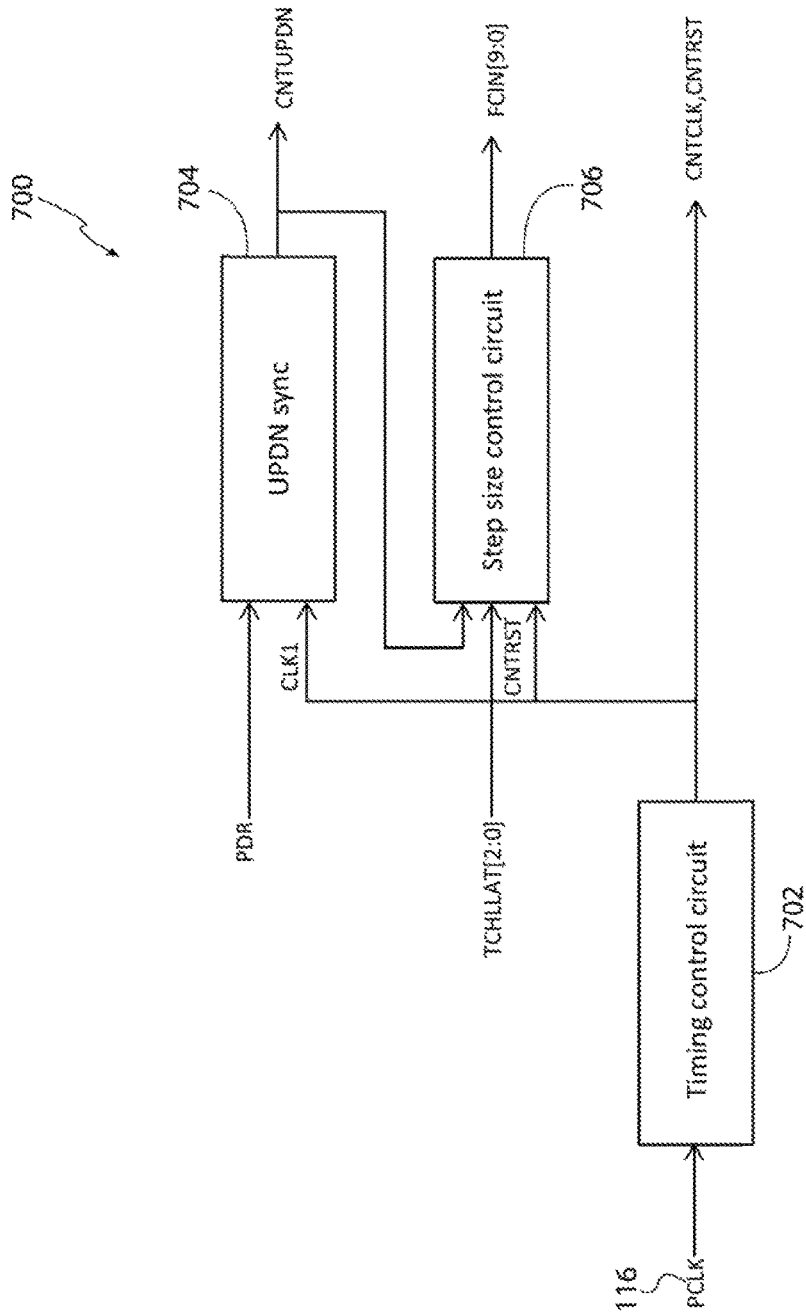 700
704
UPDN sync
CNTUPDN
PDR
CLK1
706
Step size control circuit
FCIN[9:0]
TCHLLAT[2:0]
CNTRST
CNTCLK,CNTRST
Timing control circuit
702
116
PCLK